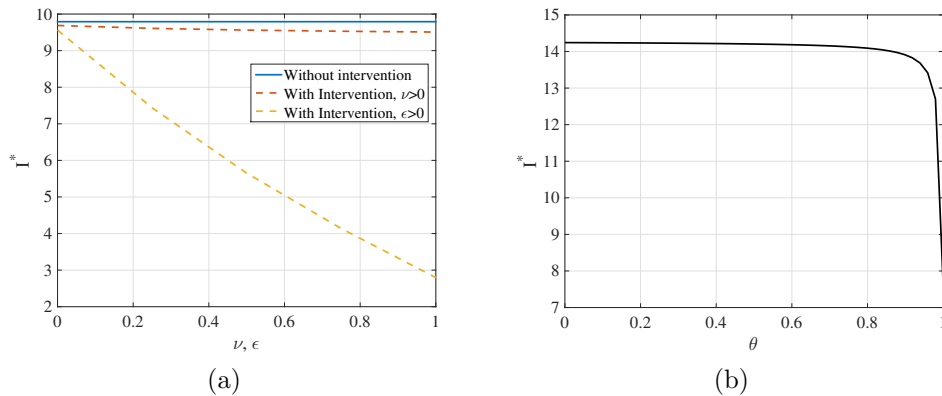 10
9
8
7
6
5
4
3
2
I*
0 0.2 0.4 0.6 0.8 1
ν, ϵ
Without intervention
With Intervention, ν>0
With Intervention, ϵ>0
(a)
15
14
13
12
11
10
9
8
7
I*
0 0.2 0.4 0.6 0.8 1
θ
(b)